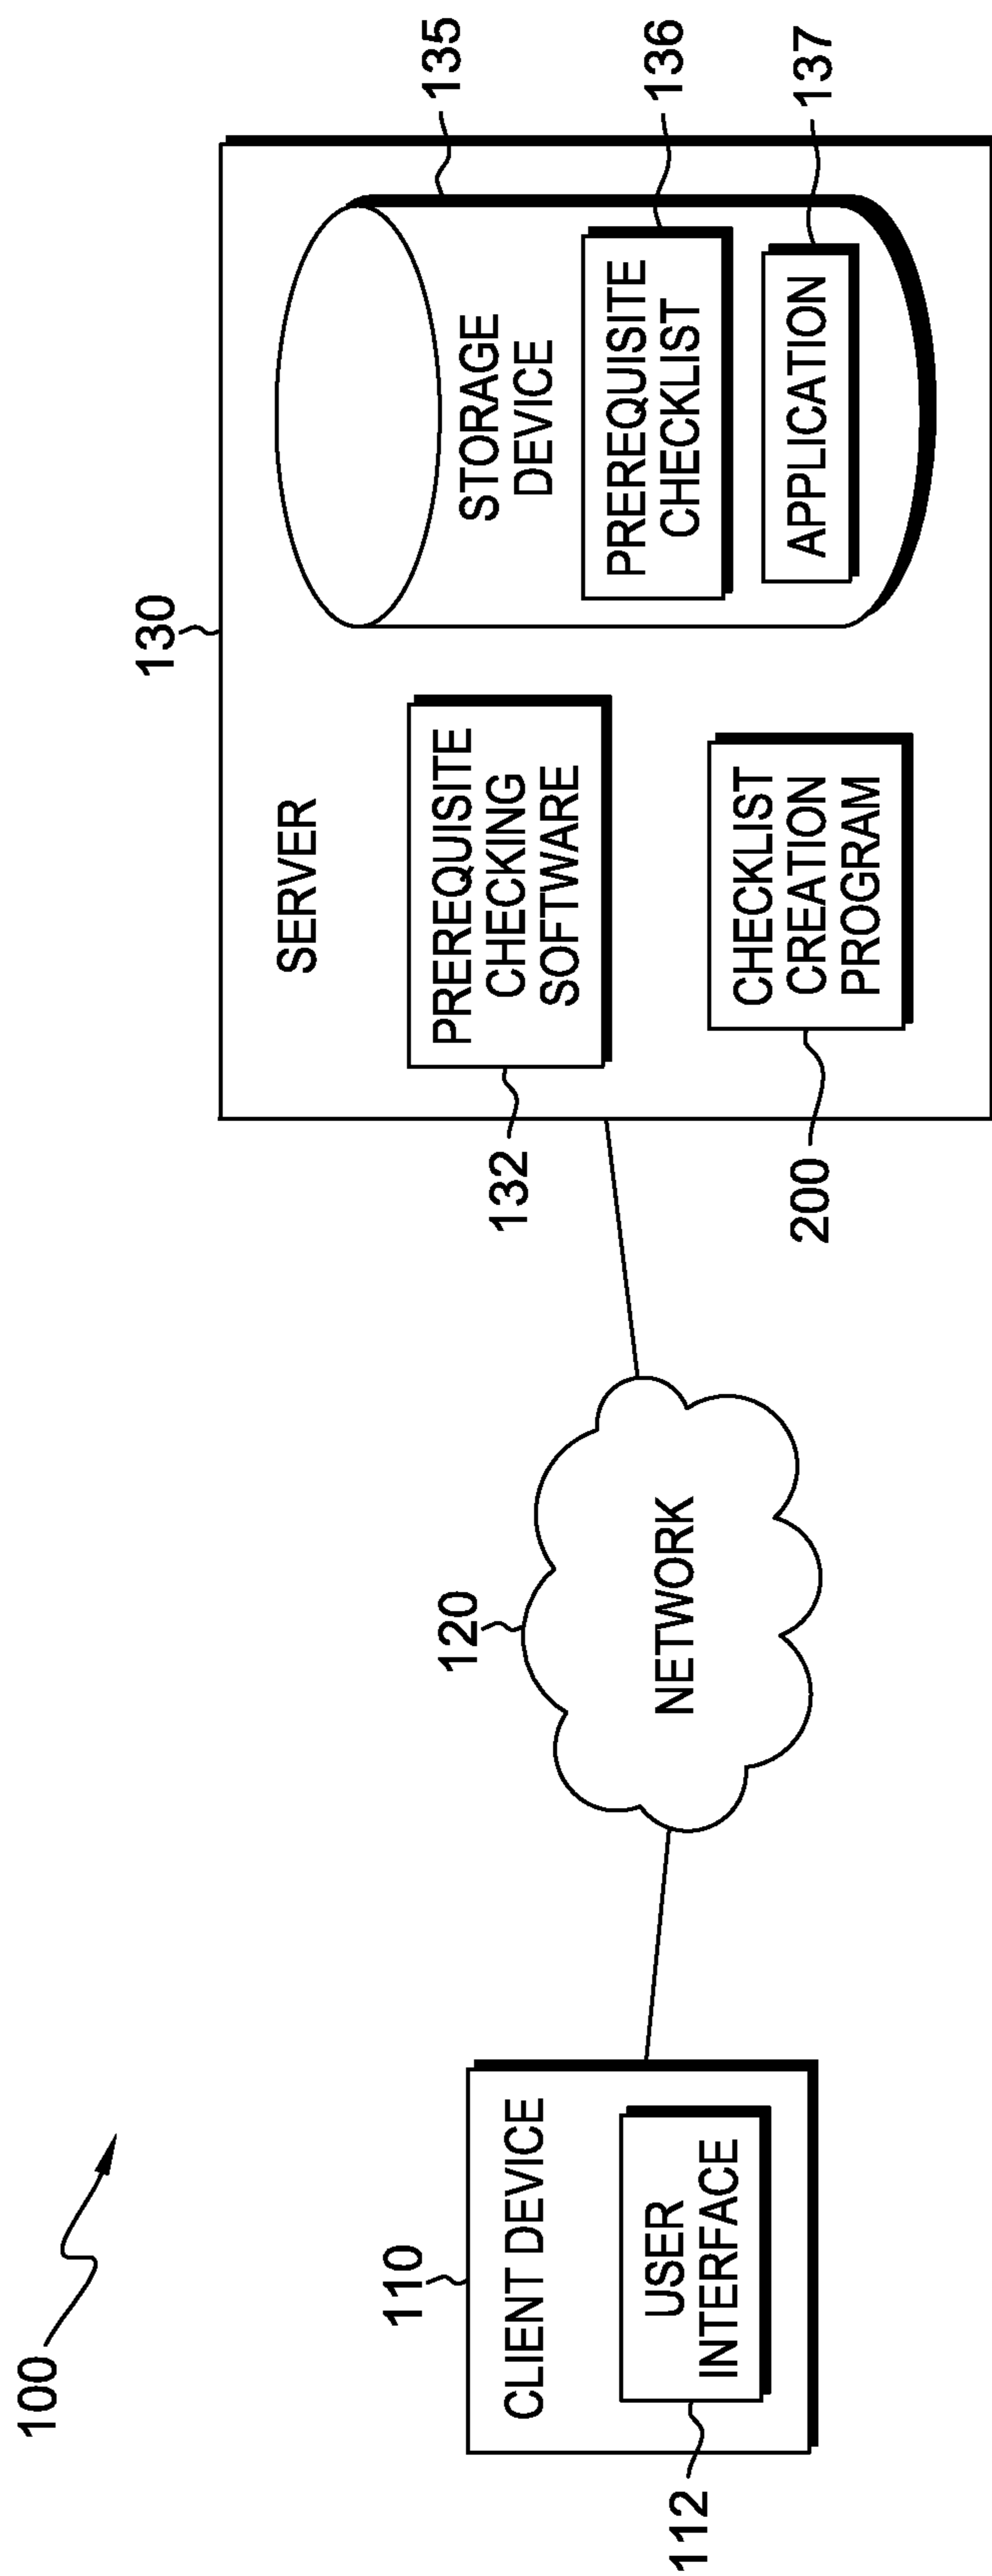 100
110
CLIENT DEVICE
USER
INTERFACE
112
120
NETWORK
130
SERVER
PREREQUISITE
CHECKING
SOFTWARE
132
CHECKLIST
CREATION
PROGRAM
200
STORAGE
DEVICE
135
PREREQUISITE
CHECKLIST
136
APPLICATION
137